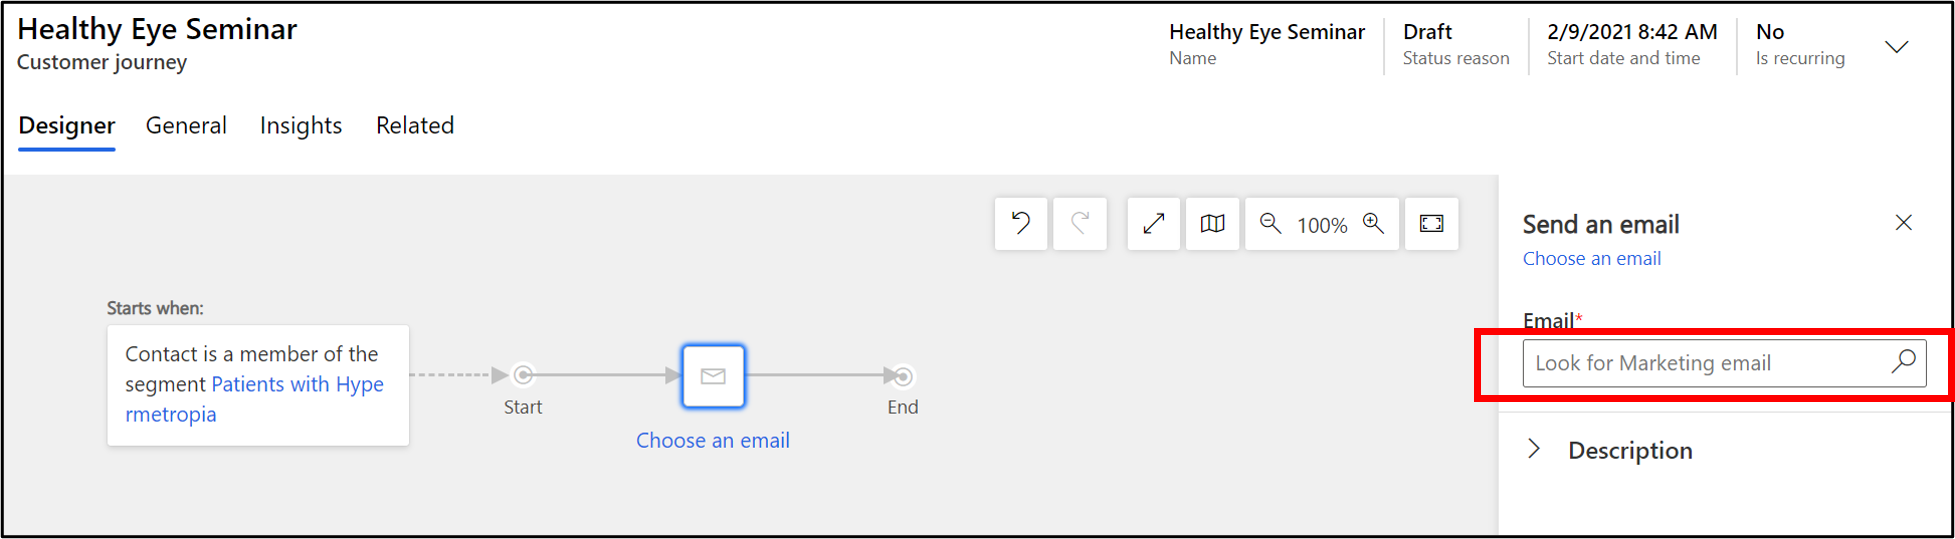 Healthy Eye Seminar
Customer journey
Healthy Eye Seminar
Name
Draft
Status reason
2/9/2021 8:42 AM
Start date and time
No
Is recurring
Designer
General
Insights
Related
100%
Starts when:
Contact is a member of the
segment Patients with Hype
rmetropia
Start
Choose an email
End
Send an email
Choose an email
Email*
Look for Marketing email
Description